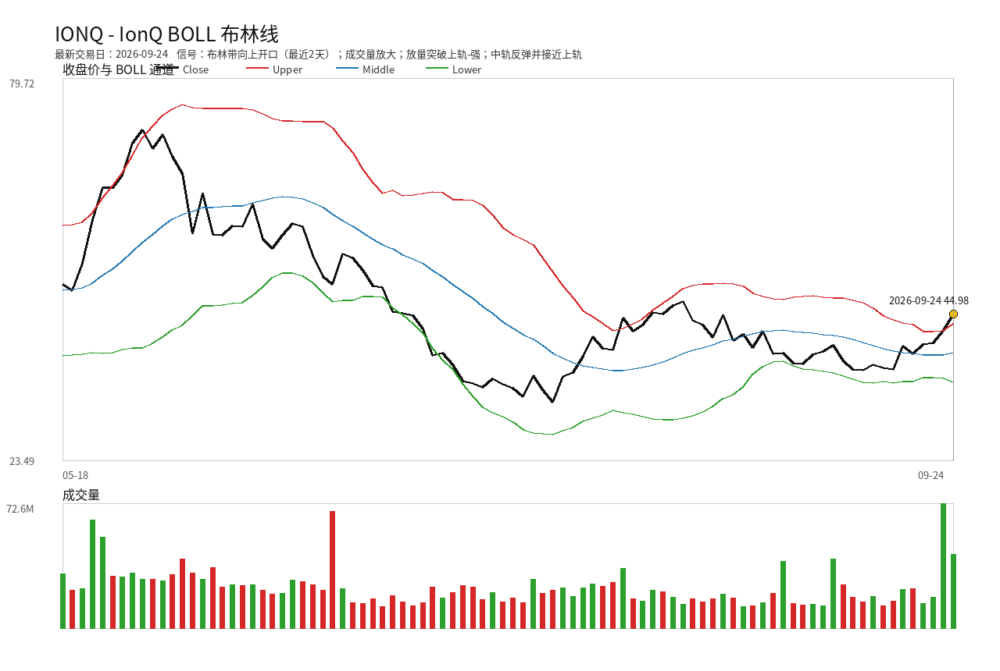 IONQ - IonQ BOLL 布林线
最新交易日：2026-09-24 信号：布林带向上开口（最近2天）；成交量放大；放量突破上轨-强；中轨反弹并接近上轨
收盘价与 BOLL 通道 Close Upper Middle Lower
79.72
2026-09-24 44.98
23.49
05-18 09-24
成交量
72.6M